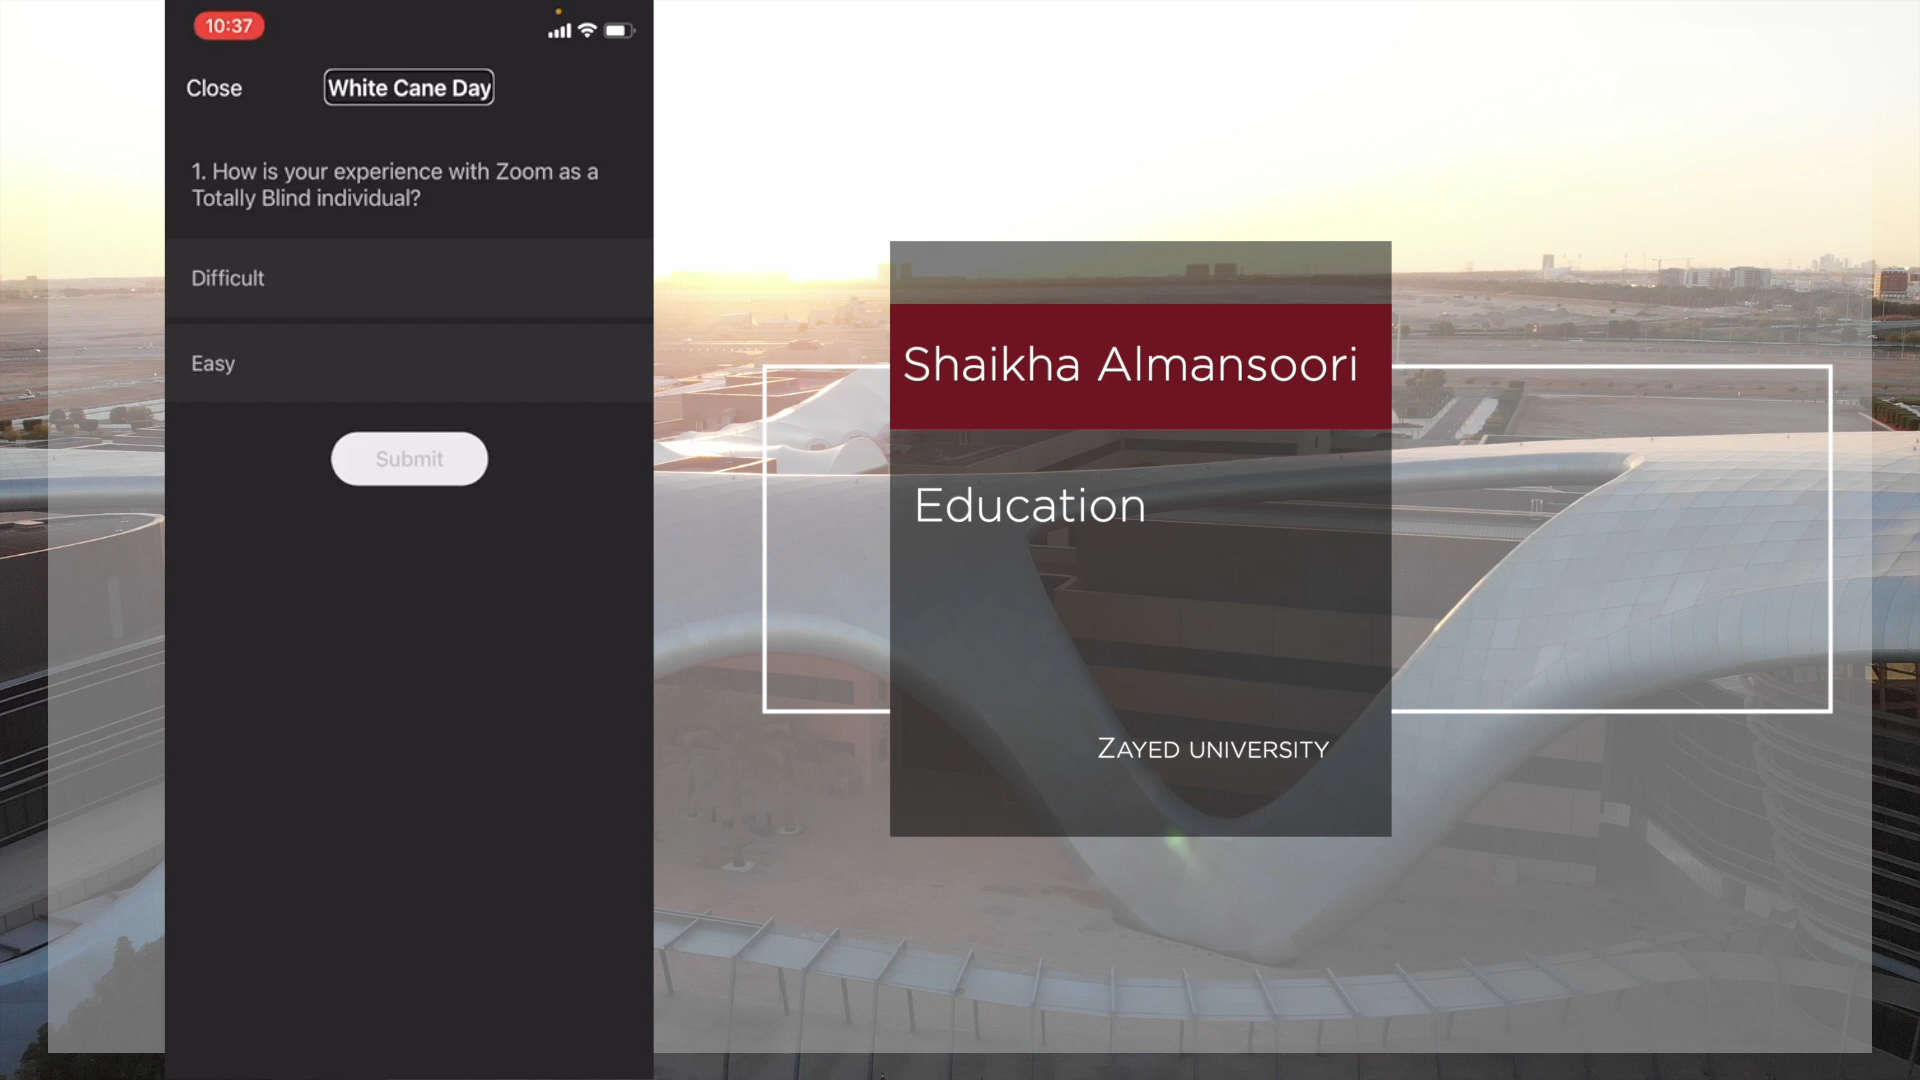 10:37
Close
White Cane Day
1. How is your experience with Zoom as a
Totally Blind individual?
Difficult
Easy
Submit
Shaikha Almansoori
Education
ZAYED UNIVERSITY